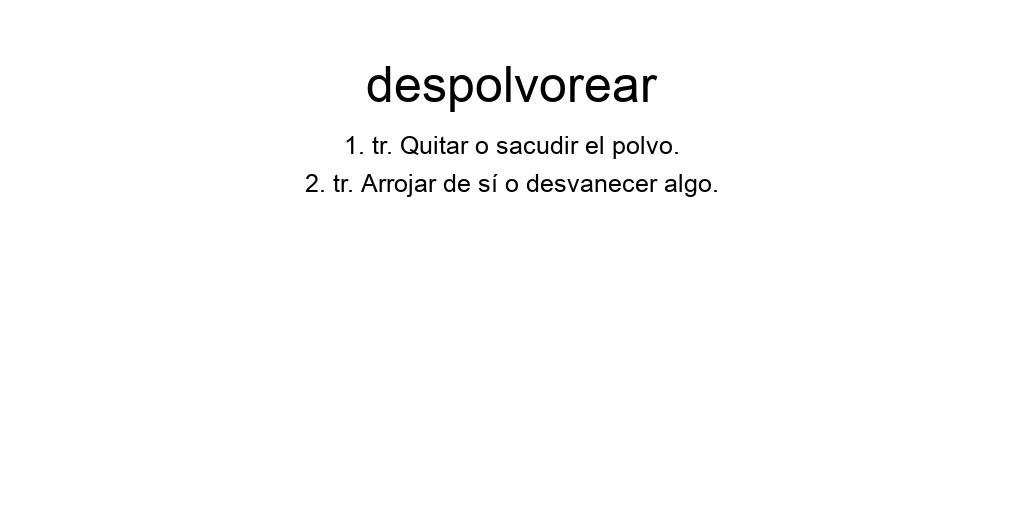 despolvorear
1. tr. Quitar o sacudir el polvo.
2. tr. Arrojar de sí o desvanecer algo.